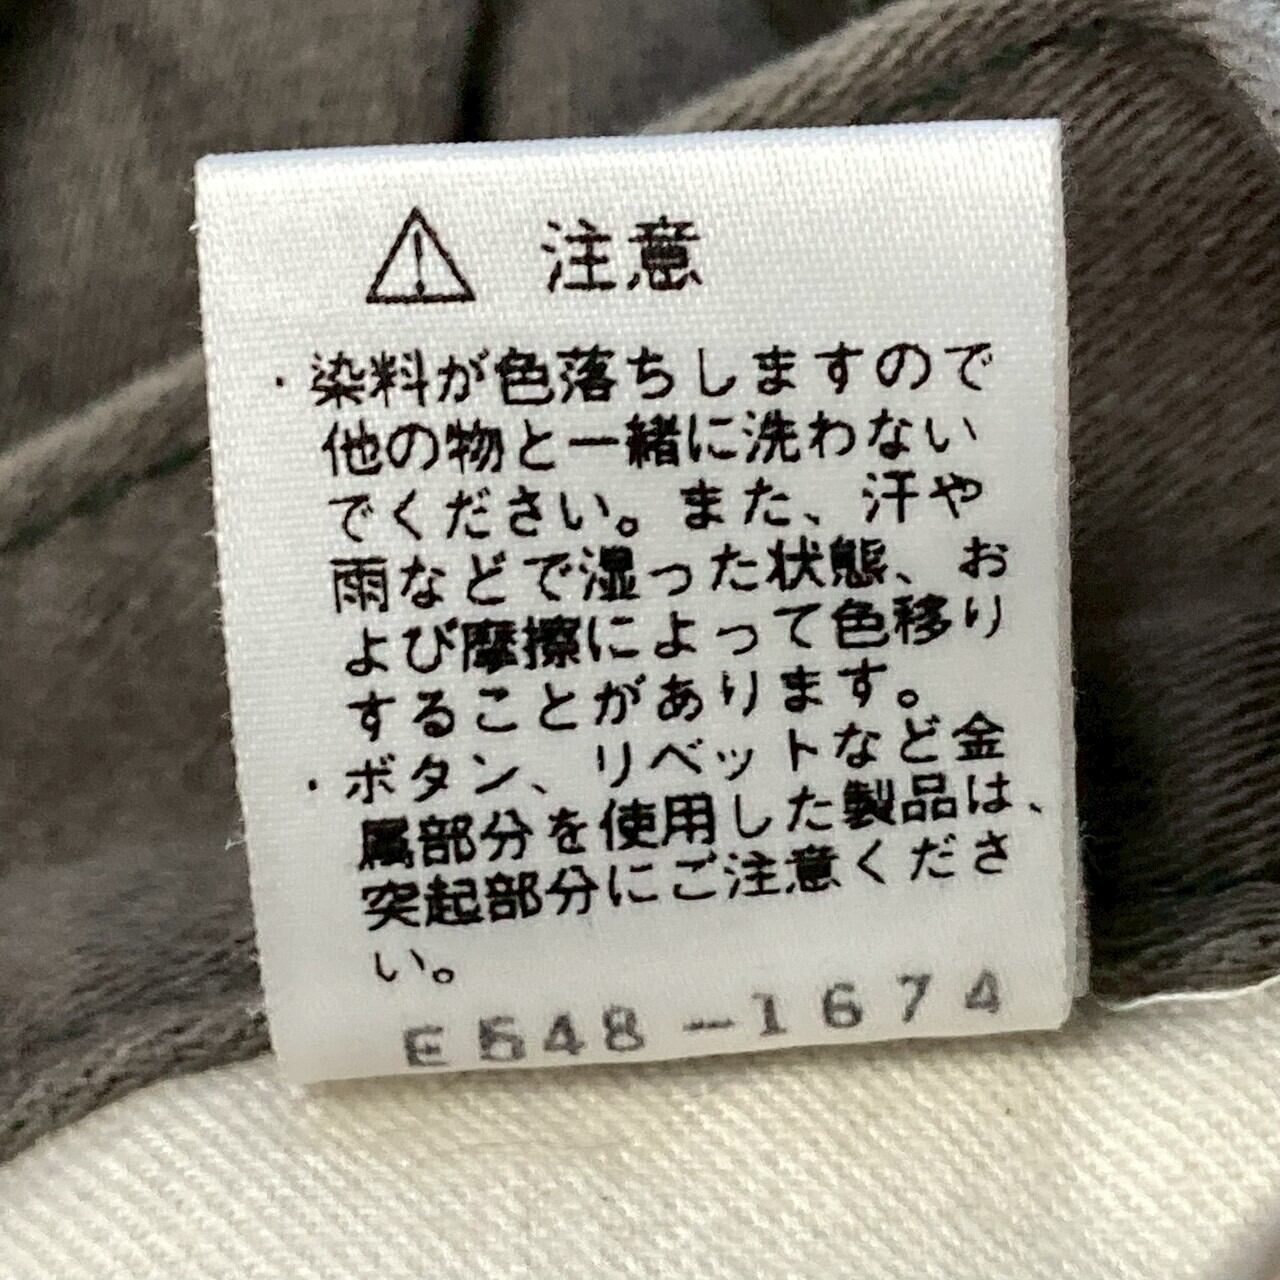 注意
・染料が色落ちしますので
他の物と一緒に洗わない
でください。また、汗や
雨などで湿った状態、お
よび摩擦によって色移り
することがあります。
・ボタン、リベットなど金
属部分を使用した製品は、
突起部分にご注意くださ
い。
E548-1674